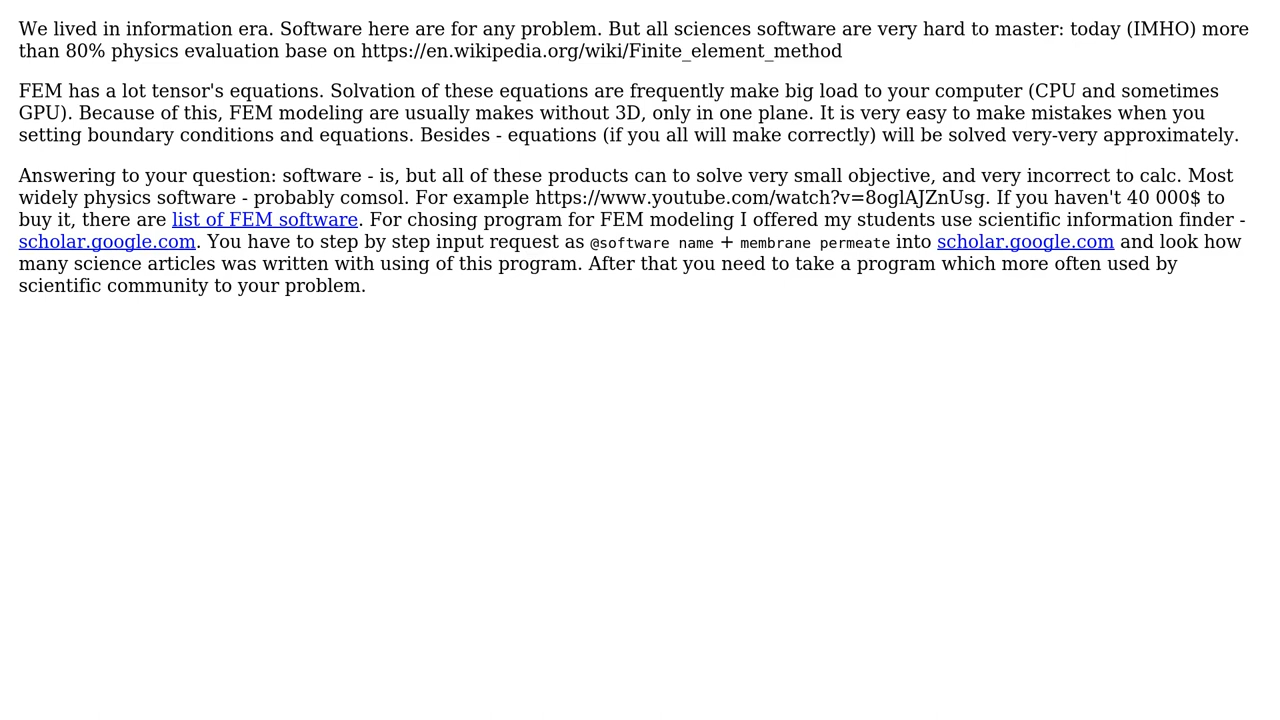 We lived in information era. Software here are for any problem. But all sciences software are very hard to master: today (IMHO) more
than 80% physics evaluation base on https://en.wikipedia.org/wiki/Finite_element_method
FEM has a lot tensor's equations. Solvation of these equations are frequently make big load to your computer (CPU and sometimes
GPU). Because of this, FEM modeling are usually makes without 3D, only in one plane. It is very easy to make mistakes when you
setting boundary conditions and equations. Besides - equations (if you all will make correctly) will be solved very-very approximately.
Answering to your question: software - is, but all of these products can to solve very small objective, and very incorrect to calc. Most
widely physics software - probably comsol. For example https://www.youtube.com/watch?v=8oglAJZnUsg. If you haven't 40 000$ to
buy it, there are list of FEM software. For chosing program for FEM modeling I offered my students use scientific information finder -
scholar.google.com. You have to step by step input request as @software name + membrane permeate into scholar.google.com and look how
many science articles was written with using of this program. After that you need to take a program which more often used by
scientific community to your problem.